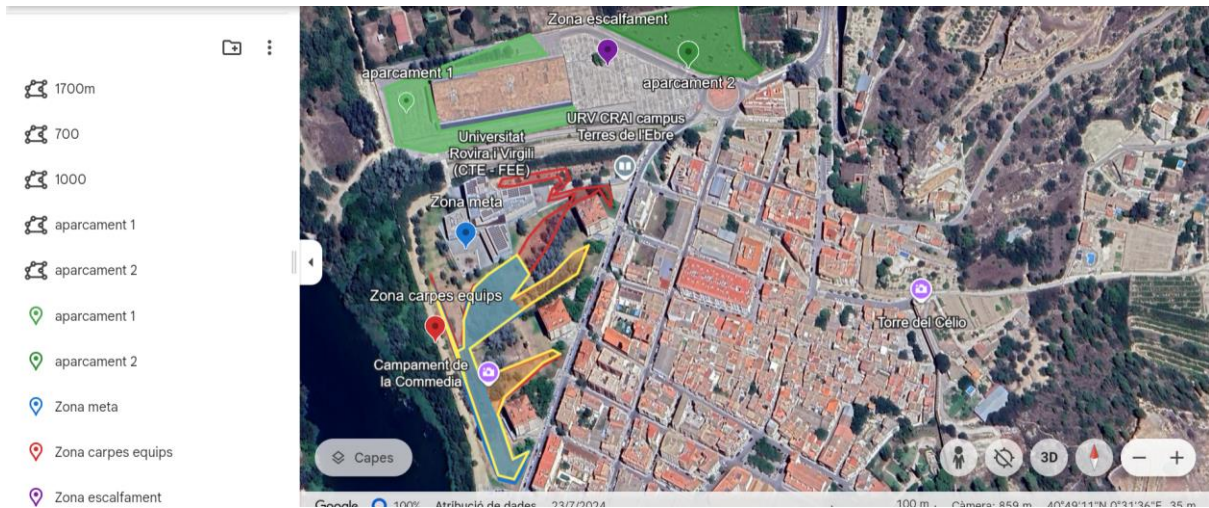 1700m
700
1000
aparcament 1
aparcament 2
aparcament 1
aparcament 2
Zona meta
Zona carpes equips
Zona escalfament
Zona escalfament
aparcament 1
aparcament 2
URV CRAI campus
Terres de l'Ebre
Universitat
Rovira i Virgili
(CTE - FEE)
Zona meta
Zona carpes equips
Campament de
la Commedia
Torre del Célio
Capes
3D
Google 100% Atribució de dades 23/7/2024 100 m Càmera: 859 m 40°49'11"N 0°31'36"E 35 m